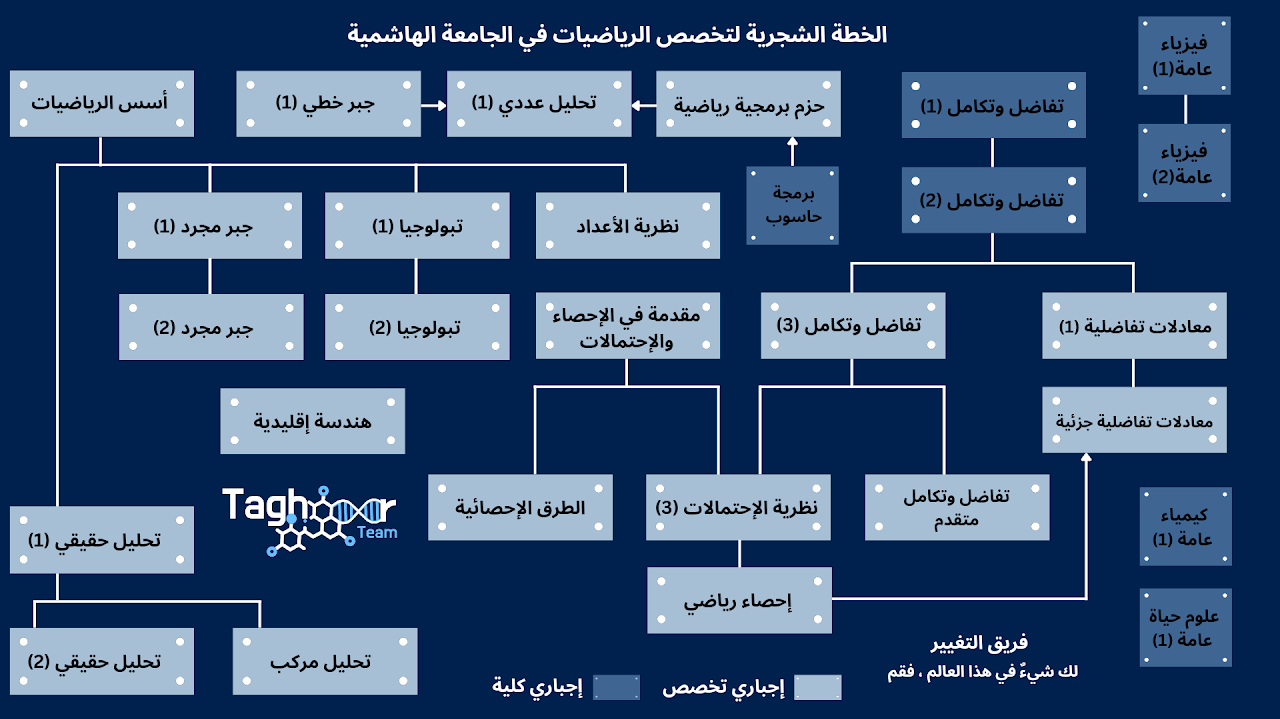 الخطة الشجرية لتخصص الرياضيات في الجامعة الهاشمية
فيزياء
عامة(1)
فيزياء
عامة(2)
تفاضل وتكامل (1)
حزم برمجية رياضية
تحليل عددي (1)
جبر خطي (1)
أسس الرياضيات
برمجة
حاسوب
تفاضل وتكامل (2)
نظرية الأعداد
تبولوجيا (1)
جبر مجرد (1)
معادلات تفاضلية (1)
تفاضل وتكامل (3)
مقدمة في الإحصاء
والإحتمالات
تبولوجيا (2)
جبر مجرد (2)
معادلات تفاضلية جزئية
هندسة إقليدية
تفاضل وتكامل
متقدم
نظرية الإحتمالات (3)
الطرق الإحصائية
Taghyeer
Team
كيمياء
عامة (1)
تحليل حقيقي (1)
إحصاء رياضي
علوم حياة
عامة (1)
تحليل مركب
تحليل حقيقي (2)
فريق التغيير
لك شيءٌ في هذا العالم ، فقم
إجباري تخصص
إجباري كلية